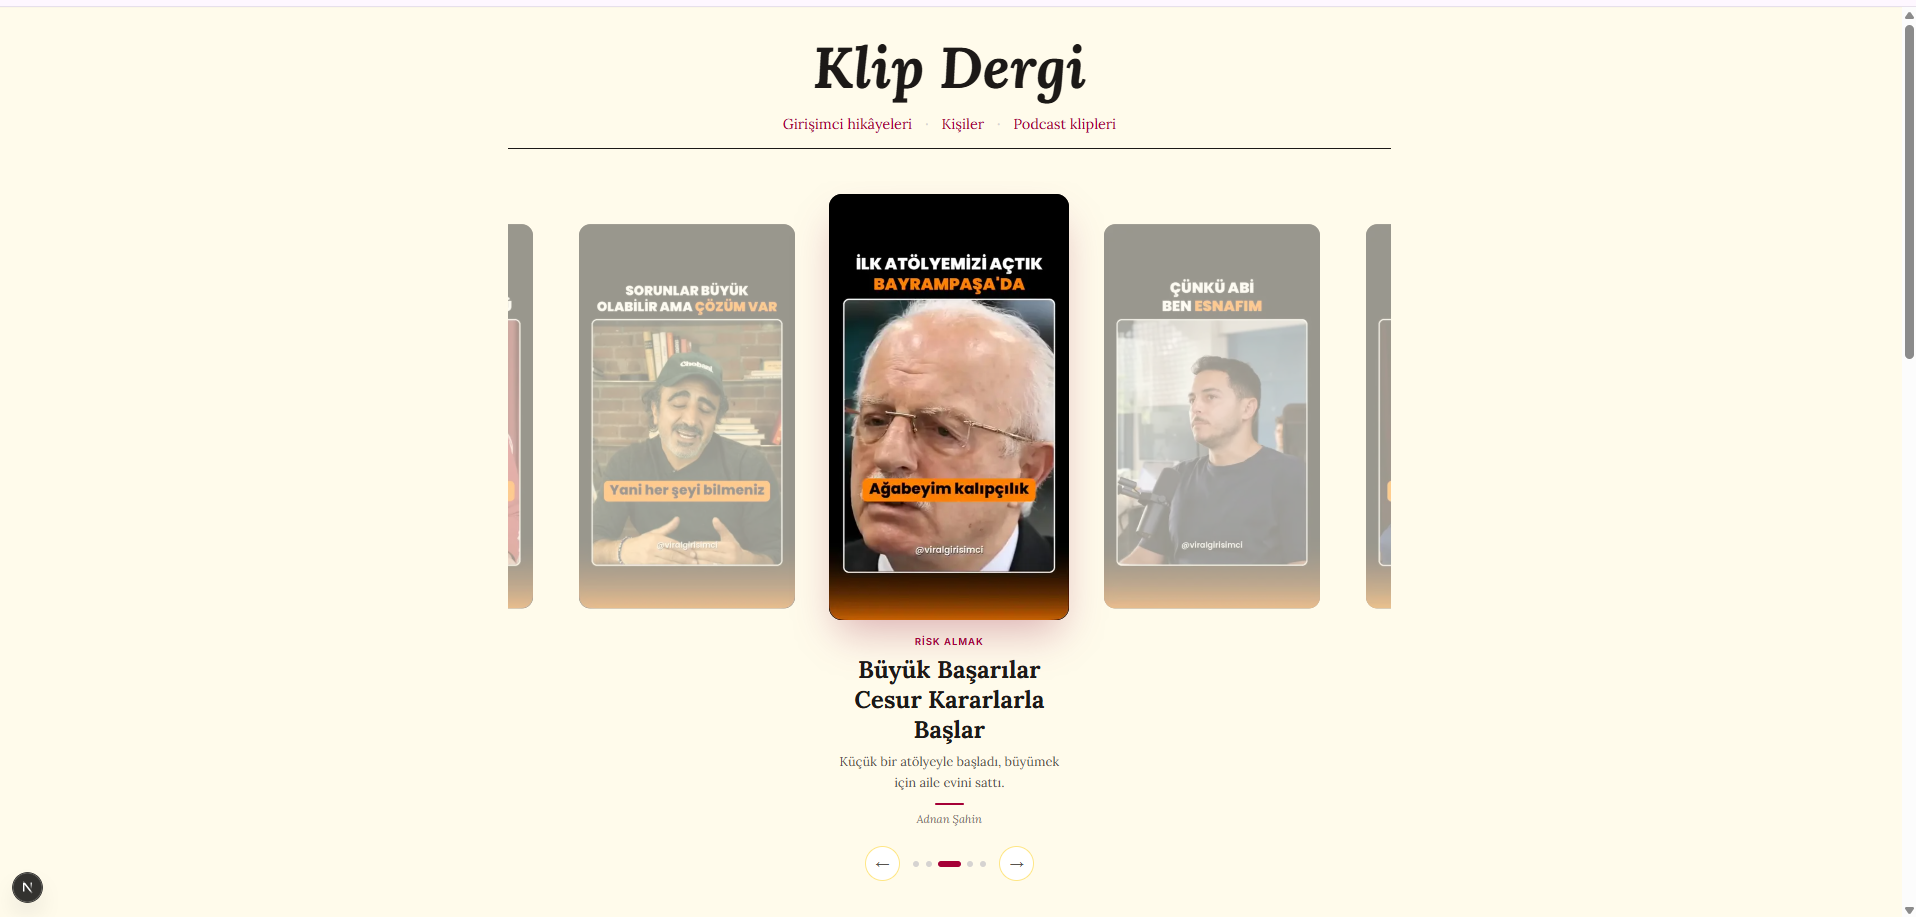 Klip Dergi
Girişimci hikâyeleri · Kişiler · Podcast klipleri
SORUNLAR BÜYÜK
OLABİLİR AMA ÇÖZÜM VAR
Chobani
Yani her şeyi bilmeniz
@viralgirisimci
İLK ATÖLYEMİZİ AÇTIK
BAYRAMPAŞA'DA
Ağabeyim kalıpçılık
@viralgirisimci
ÇÜNKÜ ABİ
BEN ESNAFIM
@viralgirisimci
RİSK ALMAK
Büyük Başarılar
Cesur Kararlarla
Başlar
Küçük bir atölyeyle başladı, büyümek
için aile evini sattı.
Adnan Şahin
← →
N